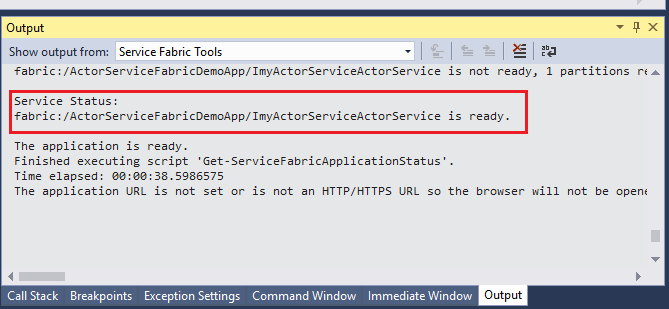 Output
Show output from: Service Fabric Tools
fabric:/ActorServiceFabricDemoApp/ImyActorServiceActorService is not ready, 1 partitions re
Service Status:
fabric:/ActorServiceFabricDemoApp/ImyActorServiceActorService is ready.
The application is ready.
Finished executing script 'Get-ServiceFabricApplicationStatus'.
Time elapsed: 00:00:38.5986575
The application URL is not set or is not an HTTP/HTTPS URL so the browser will not be opene
Call Stack Breakpoints Exception Settings Command Window Immediate Window Output